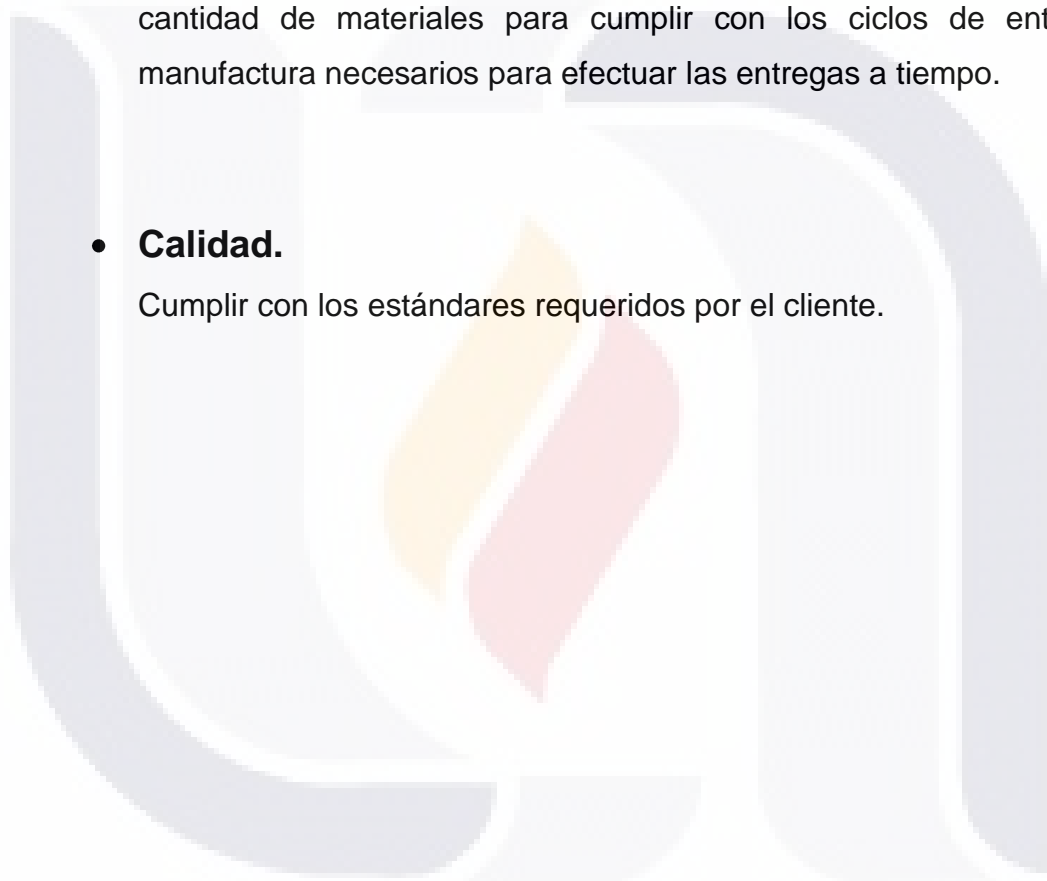 cantidad de materiales para cumplir con los ciclos de
manufactura necesarios para efectuar las entregas a tiempo.
• Calidad.
Cumplir con los estándares requeridos por el cliente.